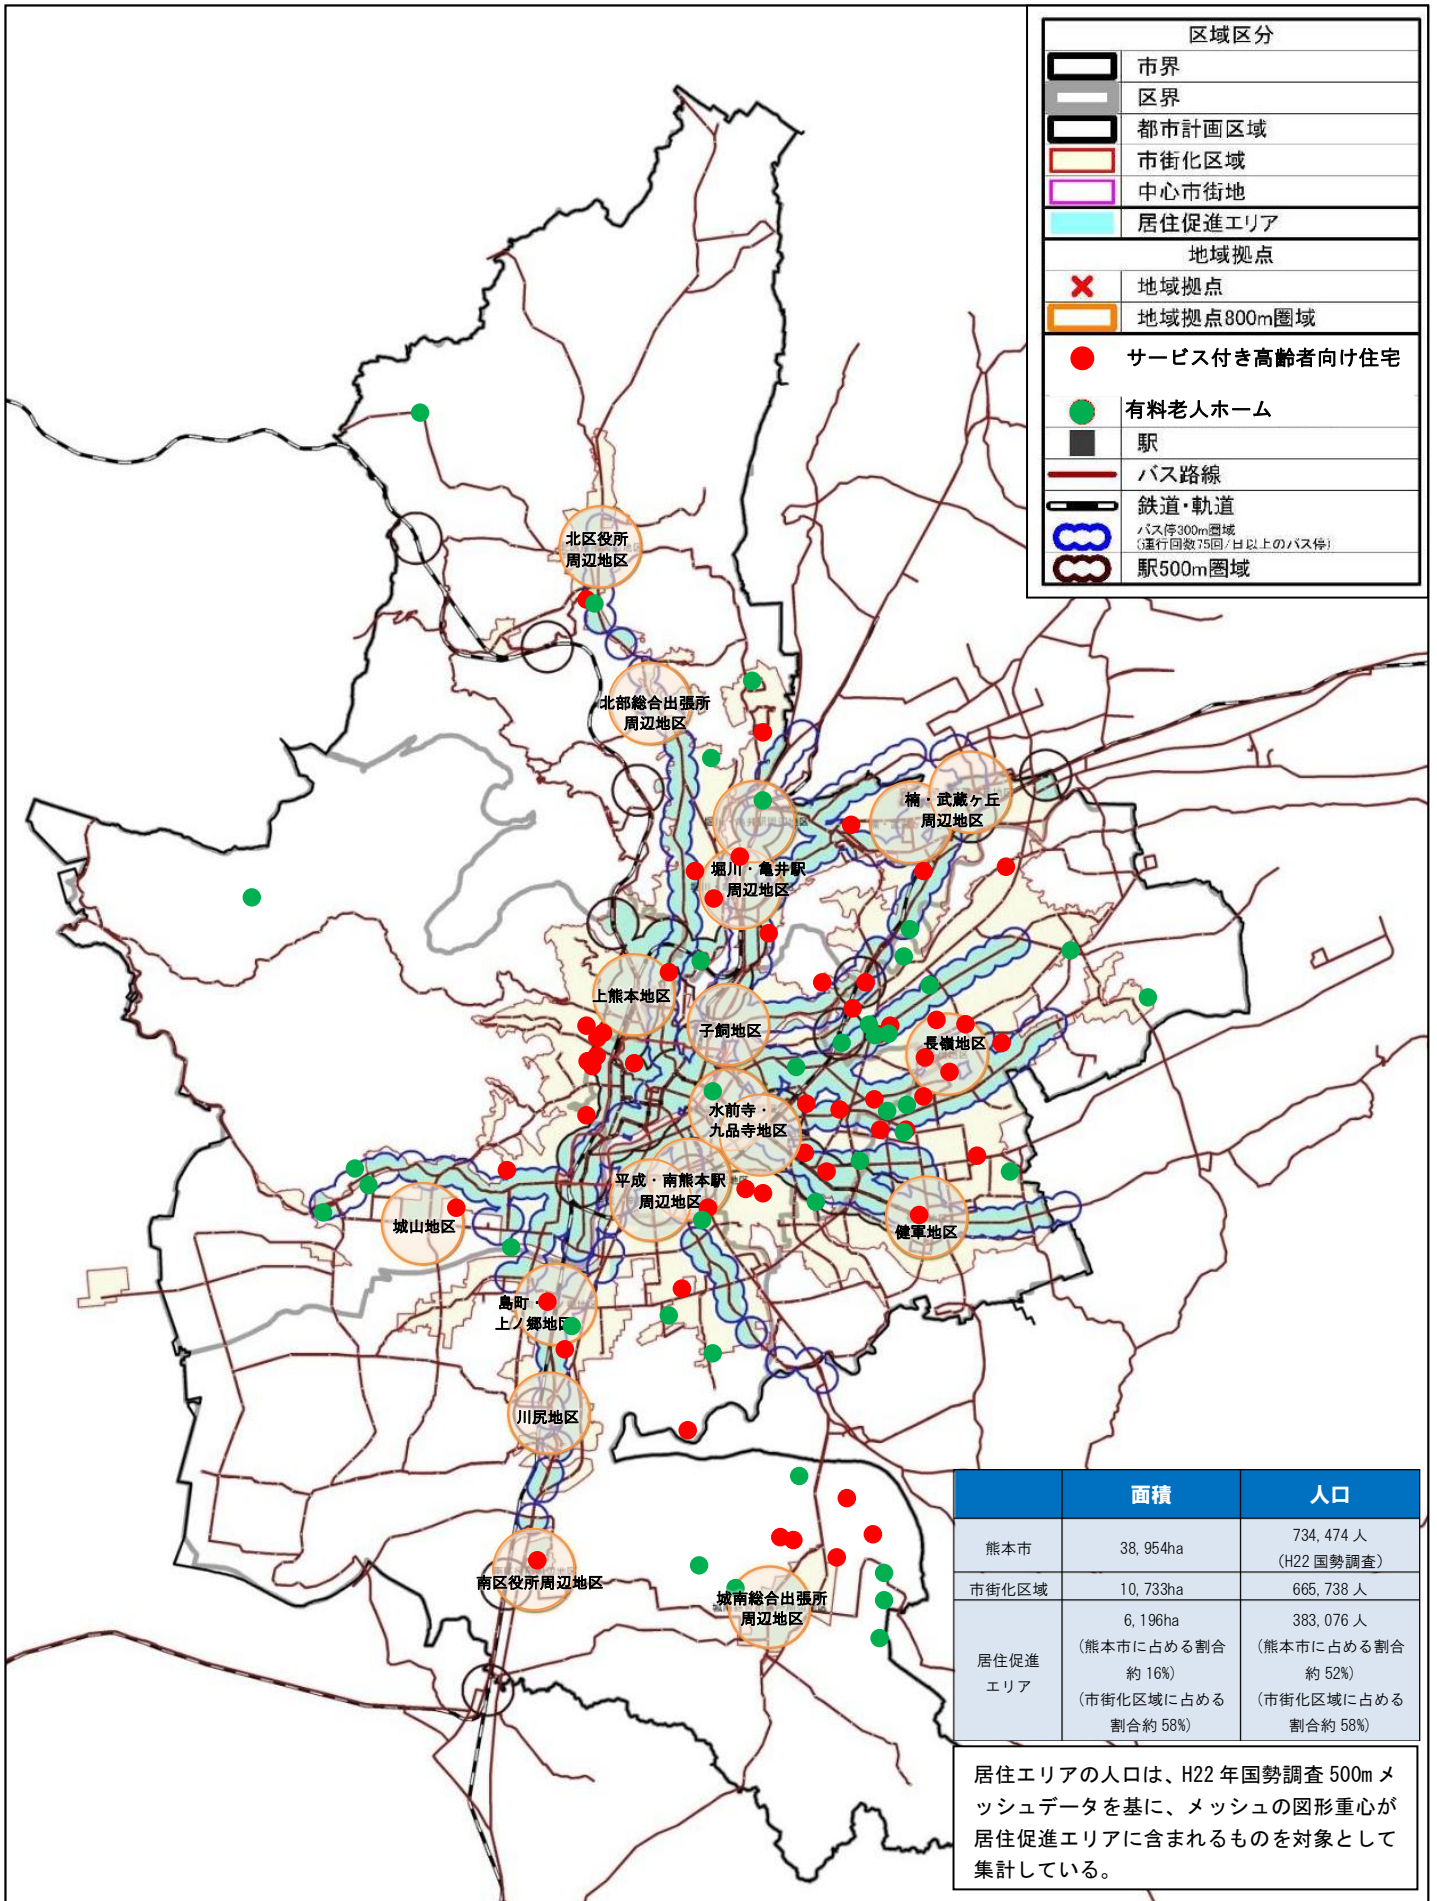 区域区分
市界
区界
都市計画区域
市街化区域
中心市街地
居住促進エリア
地域拠点
地域拠点
地域拠点800m圏域
サービス付き高齢者向け住宅
有料老人ホーム
駅
バス路線
鉄道・軌道
バス停300m圏域
(運行回数75回/日以上のバス停)
駅500m圏域
北区役所
周辺地区
北部総合出張所
周辺地区
楠・武蔵ヶ丘
周辺地区
堀川・亀井駅
周辺地区
上熊本地区
子飼地区
長嶺地区
水前寺・
九品寺地区
平成・南熊本駅
周辺地区
城山地区
健軍地区
島町・
上ノ郷地区
川尻地区
南区役所周辺地区
城南総合出張所
周辺地区
面積 人口
熊本市 38,954ha 734,474人
(H22国勢調査)
市街化区域 10,733ha 665,738人
居住促進
エリア
6,196ha
(熊本市に占める割合
約16%)
(市街化区域に占める
割合約58%)
383,076人
(熊本市に占める割合
約52%)
(市街化区域に占める
割合約58%)
居住エリアの人口は、H22年国勢調査500mメ
ッシュデータを基に、メッシュの図形重心が
居住促進エリアに含まれるものを対象として
集計している。